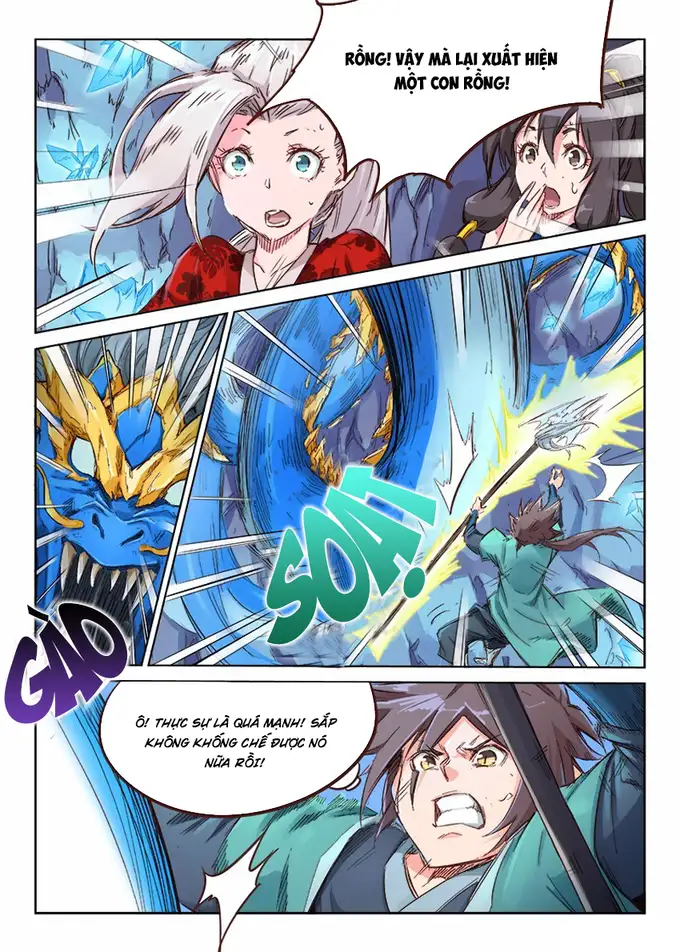 RỒNG! VẬY MÀ LẠI XUẤT HIỆN
MỘT CON RỒNG!
SOẠT!
GÀO
Ô! THỰC SỰ LÀ QUÁ MẠNH! SẮP
KHÔNG KHỐNG CHẾ ĐƯỢC NÓ
NỮA RỒI!